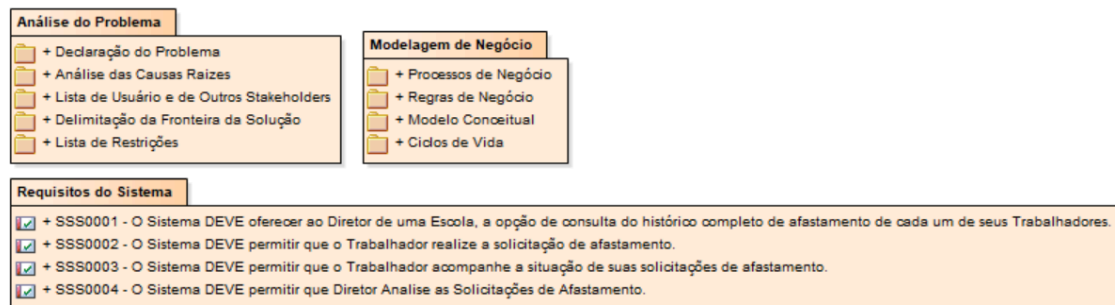 Análise do Problema
+ Declaração do Problema
+ Análise das Causas Raizes
+ Lista de Usuário e de Outros Stakeholders
+ Delimitação da Fronteira da Solução
+ Lista de Restrições
Modelagem de Negócio
+ Processos de Negócio
+ Regras de Negócio
+ Modelo Conceitual
+ Ciclos de Vida
Requisitos do Sistema
+ SSS0001 - O Sistema DEVE oferecer ao Diretor de uma Escola, a opção de consulta do histórico completo de afastamento de cada um de seus Trabalhadores.
+ SSS0002 - O Sistema DEVE permitir que o Trabalhador realize a solicitação de afastamento.
+ SSS0003 - O Sistema DEVE permitir que o Trabalhador acompanhe a situação de suas solicitações de afastamento.
+ SSS0004 - O Sistema DEVE permitir que Diretor Analise as Solicitações de Afastamento.